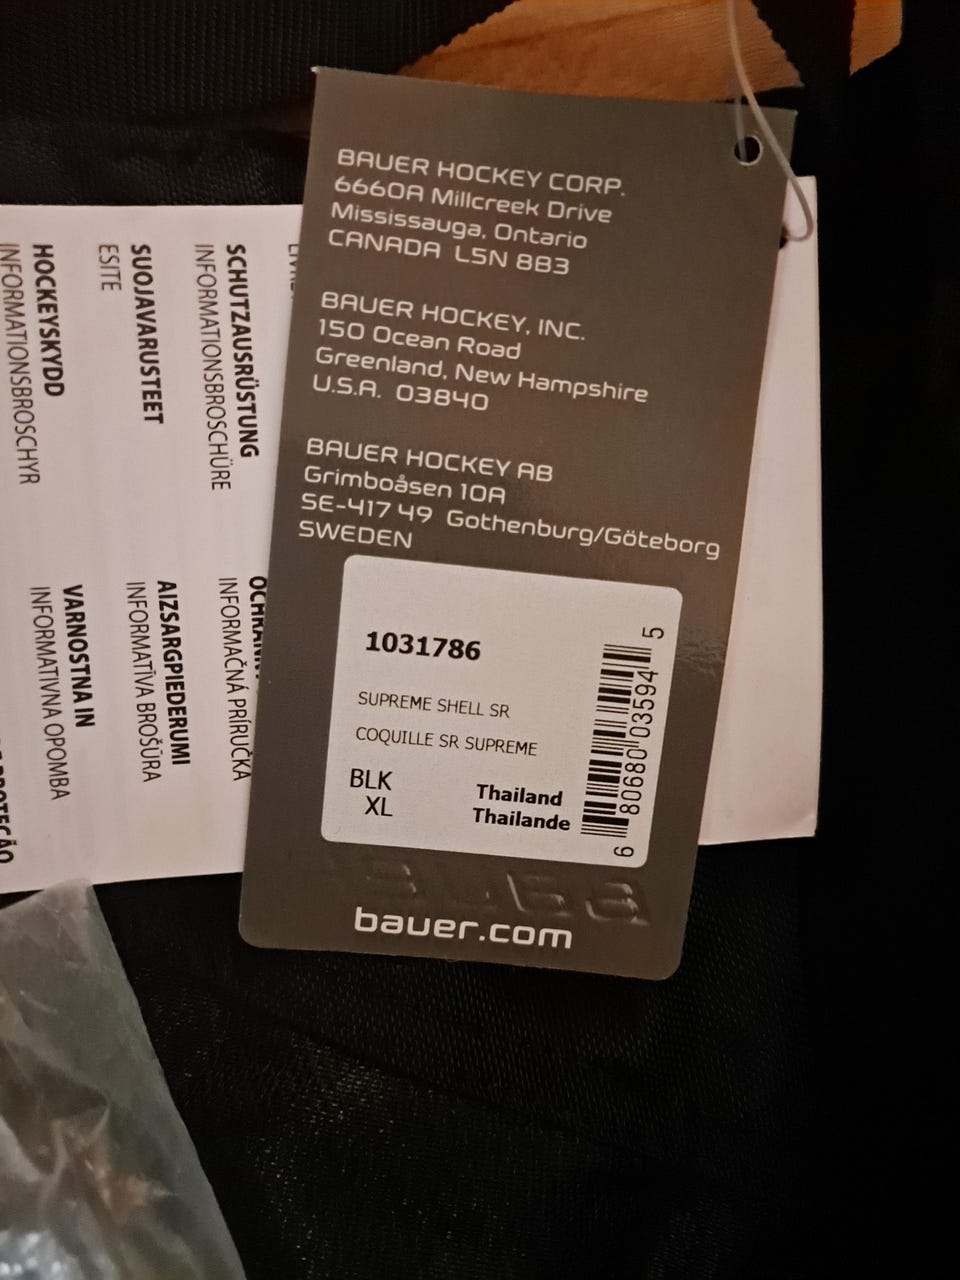 BAUER HOCKEY CORP.
6660A Millcreek Drive
Mississauga, Ontario
CANADA L5N 8B3
BAUER HOCKEY, INC.
150 Ocean Road
Greenland, New Hampshire
U.S.A. 03840
BAUER HOCKEY AB
Grimboåsen 10A
SE-417 49 Gothenburg/Göteborg
SWEDEN
1031786
SUPREME SHELL SR
COQUILLE SR SUPREME
BLK
XL
Thailand
Thailande
6 80680 03594 5
bauer.com
SCHUTZAUSRÜSTUNG
INFORMATIONSBROSCHÜRE
SUOJAVARUSTEET
ESITE
HOCKEYSKYDD
INFORMATIONSBROSCHYR
INFORMAČNÁ PRÍRUČKA
AIZSARGPIEDERUMI
INFORMATĪVA BROŠŪRA
VARNOSTNA IN
INFORMATIVNA OPOMBA